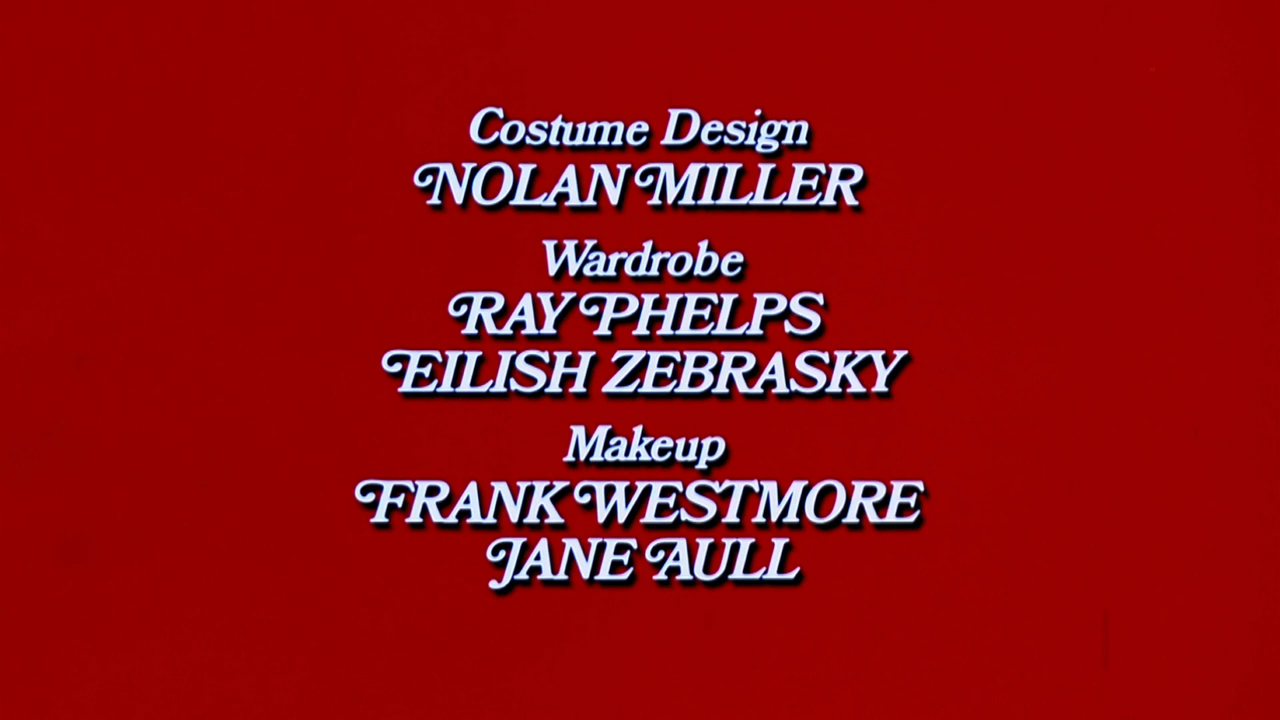 Costume Design
NOLAN MILLER
Wardrobe
RAY PHELPS
EILISH ZEBRASKY
Makeup
FRANK WESTMORE
JANE AULL